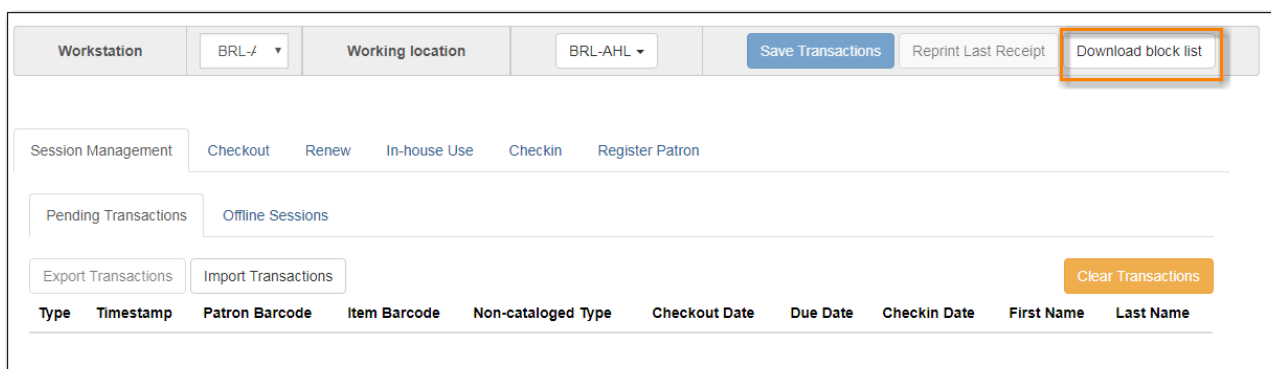 Workstation BRL-A Working location BRL-AHL Save Transactions Reprint Last Receipt Download block list
Session Management Checkout Renew In-house Use Checkin Register Patron
Pending Transactions Offline Sessions
Export Transactions Import Transactions Clear Transactions
Type Timestamp Patron Barcode Item Barcode Non-cataloged Type Checkout Date Due Date Checkin Date First Name Last Name